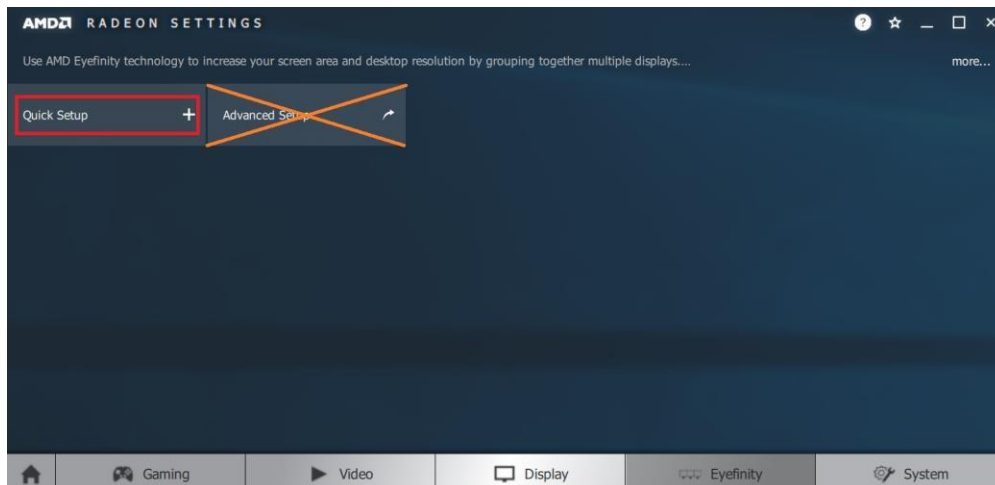 AMD RADEON SETTINGS
Use AMD Eyefinity technology to increase your screen area and desktop resolution by grouping together multiple displays.... more...
Quick Setup + Advanced Setup
Gaming Video Display Eyefinity System